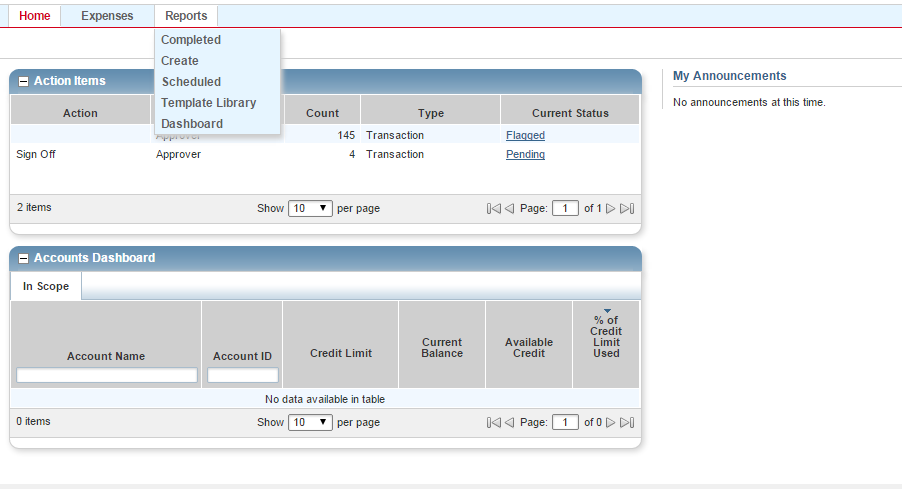 Home Expenses Reports
Completed
Create
Scheduled
Template Library
Dashboard
Action Items
Action Count Type Current Status
Approver 145 Transaction Flagged
Sign Off Approver 4 Transaction Pending
2 items Show 10 per page Page: 1 of 1
Accounts Dashboard
In Scope
Account Name Account ID Credit Limit Current Balance Available Credit % of Credit Limit Used
No data available in table
0 items Show 10 per page Page: 1 of 0
My Announcements
No announcements at this time.